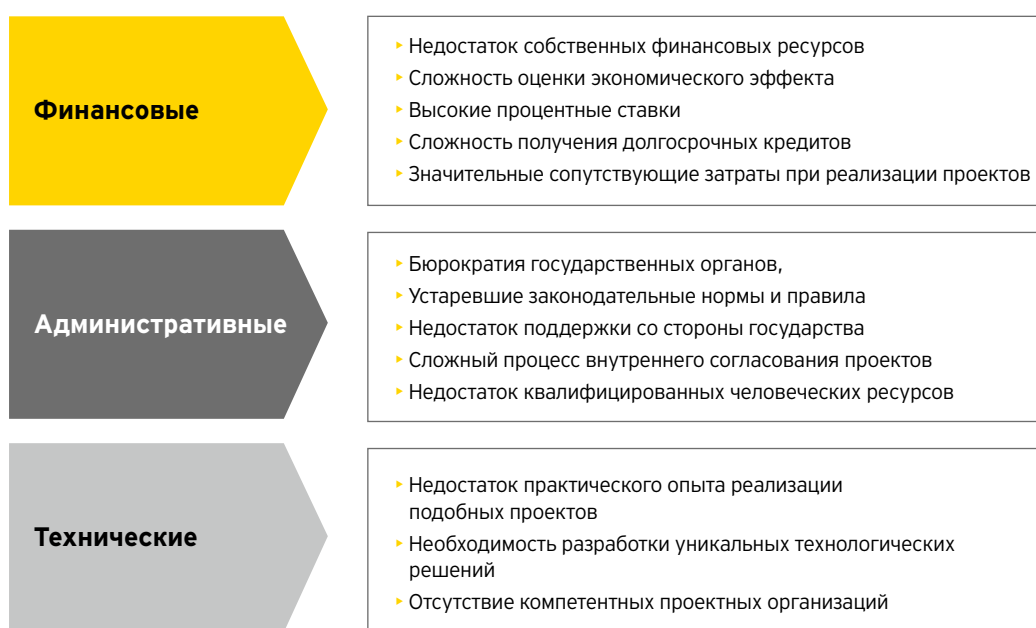 Финансовые
▸ Недостаток собственных финансовых ресурсов
▸ Сложность оценки экономического эффекта
▸ Высокие процентные ставки
▸ Сложность получения долгосрочных кредитов
▸ Значительные сопутствующие затраты при реализации проектов
Административные
▸ Бюрократия государственных органов,
▸ Устаревшие законодательные нормы и правила
▸ Недостаток поддержки со стороны государства
▸ Сложный процесс внутреннего согласования проектов
▸ Недостаток квалифицированных человеческих ресурсов
Технические
▸ Недостаток практического опыта реализации
подобных проектов
▸ Необходимость разработки уникальных технологических
решений
▸ Отсутствие компетентных проектных организаций